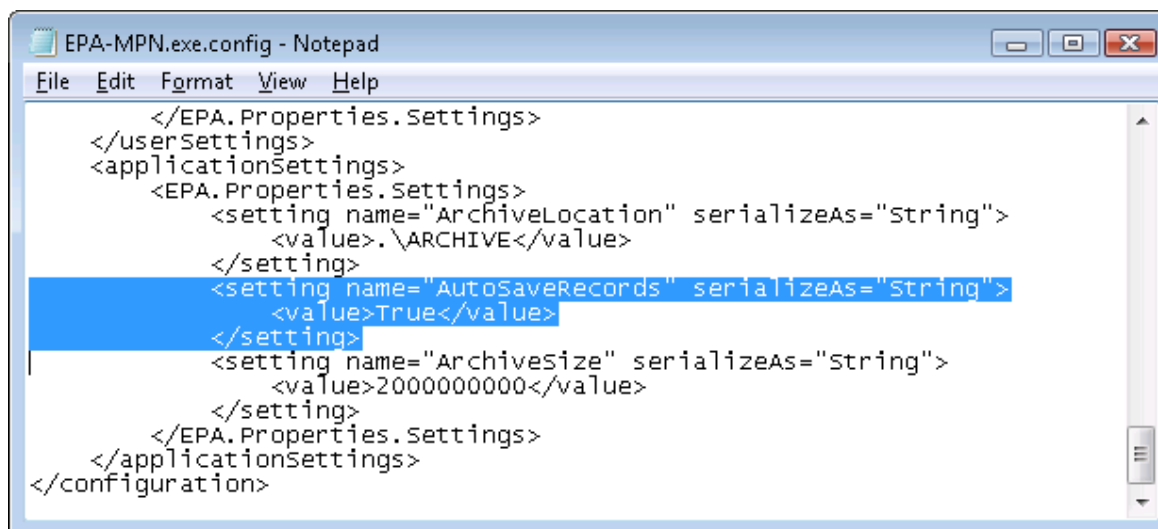 EPA-MPN.exe.config - Notepad
File Edit Format View Help
</EPA.Properties.Settings>
</userSettings>
<applicationSettings>
<EPA.Properties.Settings>
<setting name="ArchiveLocation" serializeAs="String">
<value>.\ARCHIVE</value>
</setting>
<setting name="AutoSaveRecords" serializeAs="String">
<value>True</value>
</setting>
<setting name="ArchiveSize" serializeAs="String">
<value>2000000000</value>
</setting>
</EPA.Properties.Settings>
</applicationSettings>
</configuration>